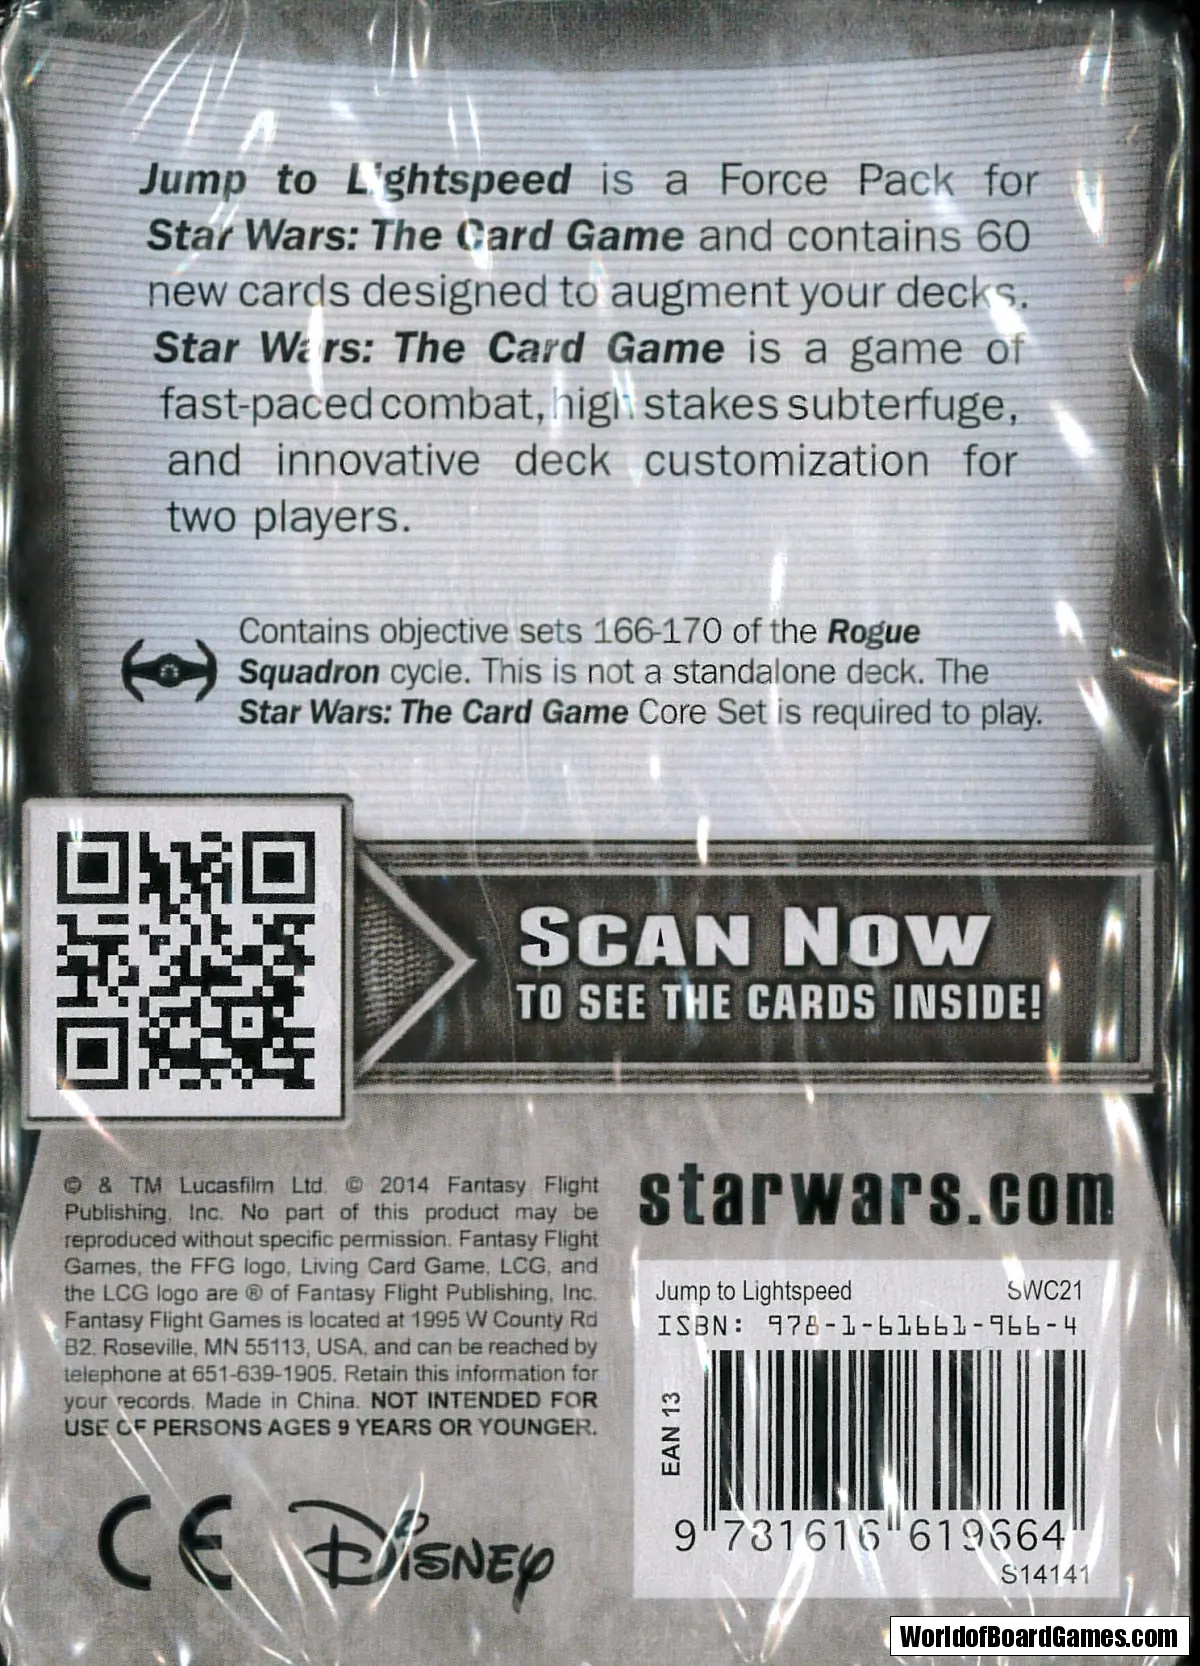 Jump to Lightspeed is a Force Pack for
Star Wars: The Card Game and contains 60
new cards designed to augment your decks.
Star Wars: The Card Game is a game of
fast-paced combat, high stakes subterfuge,
and innovative deck customization for
two players.
Contains objective sets 166-170 of the Rogue
Squadron cycle. This is not a standalone deck. The
Star Wars: The Card Game Core Set is required to play.
SCAN NOW
TO SEE THE CARDS INSIDE!
© & TM Lucasfilm Ltd. © 2014 Fantasy Flight
Publishing, Inc. No part of this product may be
reproduced without specific permission. Fantasy Flight
Games, the FFG logo, Living Card Game, LCG, and
the LCG logo are ® of Fantasy Flight Publishing, Inc.
Fantasy Flight Games is located at 1995 W County Rd
B2, Roseville, MN 55113, USA, and can be reached by
telephone at 651-639-1905. Retain this information for
your records. Made in China. NOT INTENDED FOR
USE OF PERSONS AGES 9 YEARS OR YOUNGER.
CE DISNEY
starwars.com
Jump to Lightspeed SWC21
ISBN: 978-1-61661-966-4
EAN 13
9 781616 619664
S14141
WorldofBoardGames.com